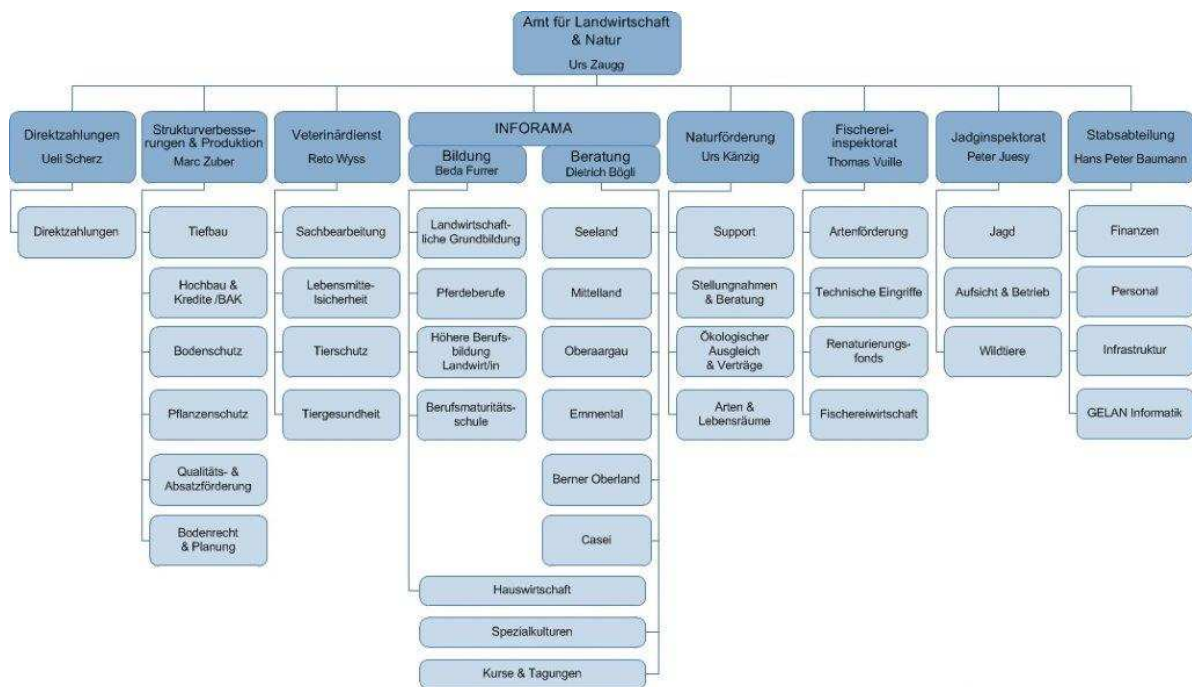 Amt für Landwirtschaft
& Natur
Urs Zaugg
Direktzahlungen
Ueli Scherz
Direktzahlungen
Strukturverbesse-
rungen & Produktion
Marc Zuber
Tiefbau
Hochbau &
Kredite /BAK
Bodenschutz
Pflanzenschutz
Qualitäts- &
Absatzförderung
Bodenrecht
& Planung
Veterinärdienst
Reto Wyss
Sachbearbeitung
Lebensmitte-
lsicherheit
Tierschutz
Tiergesundheit
INFORAMA
Bildung
Beda Furrer
Landwirtschaft-
liche Grundbildung
Pferdeberufe
Höhere Berufs-
bildung
Landwirt/in
Berufsmaturitäts-
schule
Beratung
Dietrich Bögli
Seeland
Mittelland
Oberaargau
Emmental
Berner Oberland
Casei
Hauswirtschaft
Spezialkulturen
Kurse & Tagungen
Naturförderung
Urs Känzig
Support
Stellungnahmen
& Beratung
Ökologischer
Ausgleich
& Verträge
Arten &
Lebensräume
Fischerei-
inspektorat
Thomas Vuille
Artenförderung
Technische Eingriffe
Renaturierungs-
fonds
Fischereiwirtschaft
Jadginspektorat
Peter Juesy
Jagd
Aufsicht & Betrieb
Wildtiere
Stabsabteilung
Hans Peter Baumann
Finanzen
Personal
Infrastruktur
GELAN Informatik